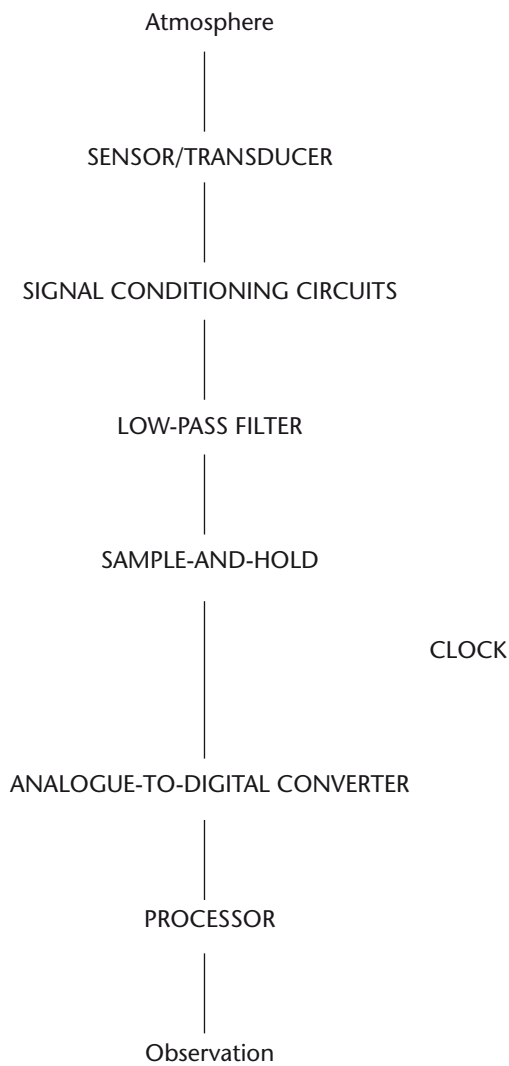 Atmosphere
SENSOR/TRANSDUCER
SIGNAL CONDITIONING CIRCUITS
LOW-PASS FILTER
SAMPLE-AND-HOLD
CLOCK
ANALOGUE-TO-DIGITAL CONVERTER
PROCESSOR
Observation